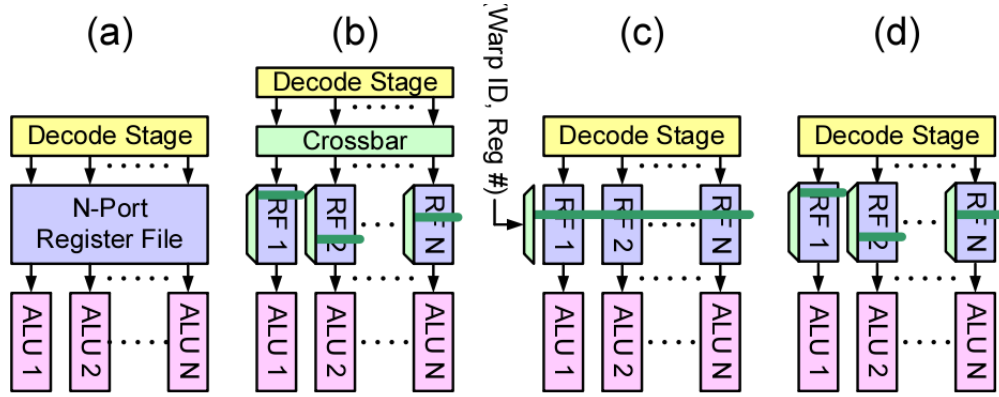 (a)
Decode Stage
N-Port
Register File
ALU 1
ALU 2
ALU N
(b)
Decode Stage
Crossbar
RF 1
RF 2
RF N
ALU 1
ALU 2
ALU N
(Warp ID, Reg #)
(c)
Decode Stage
RF 1
RF 2
RF N
ALU 1
ALU 2
ALU N
(d)
Decode Stage
RF 1
RF 2
RF N
ALU 1
ALU 2
ALU N